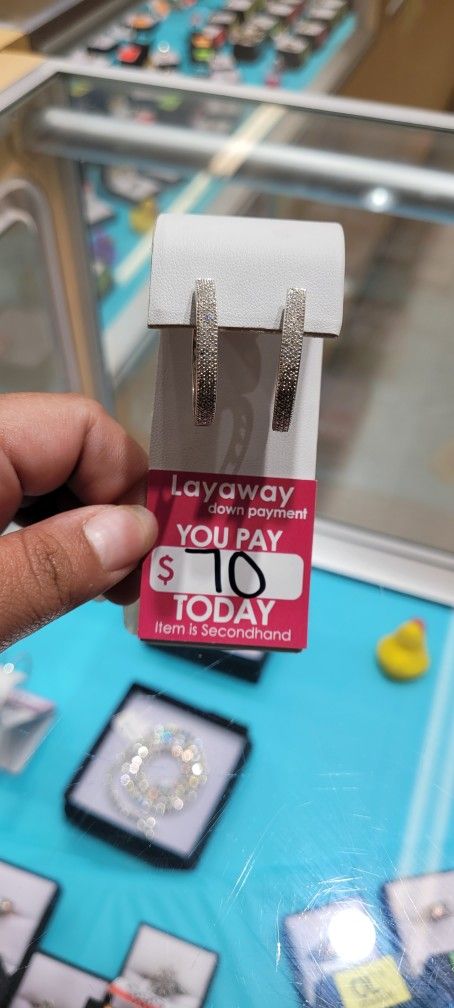 Layaway
down payment
YOU PAY
$ 70
TODAY
Item is Secondhand